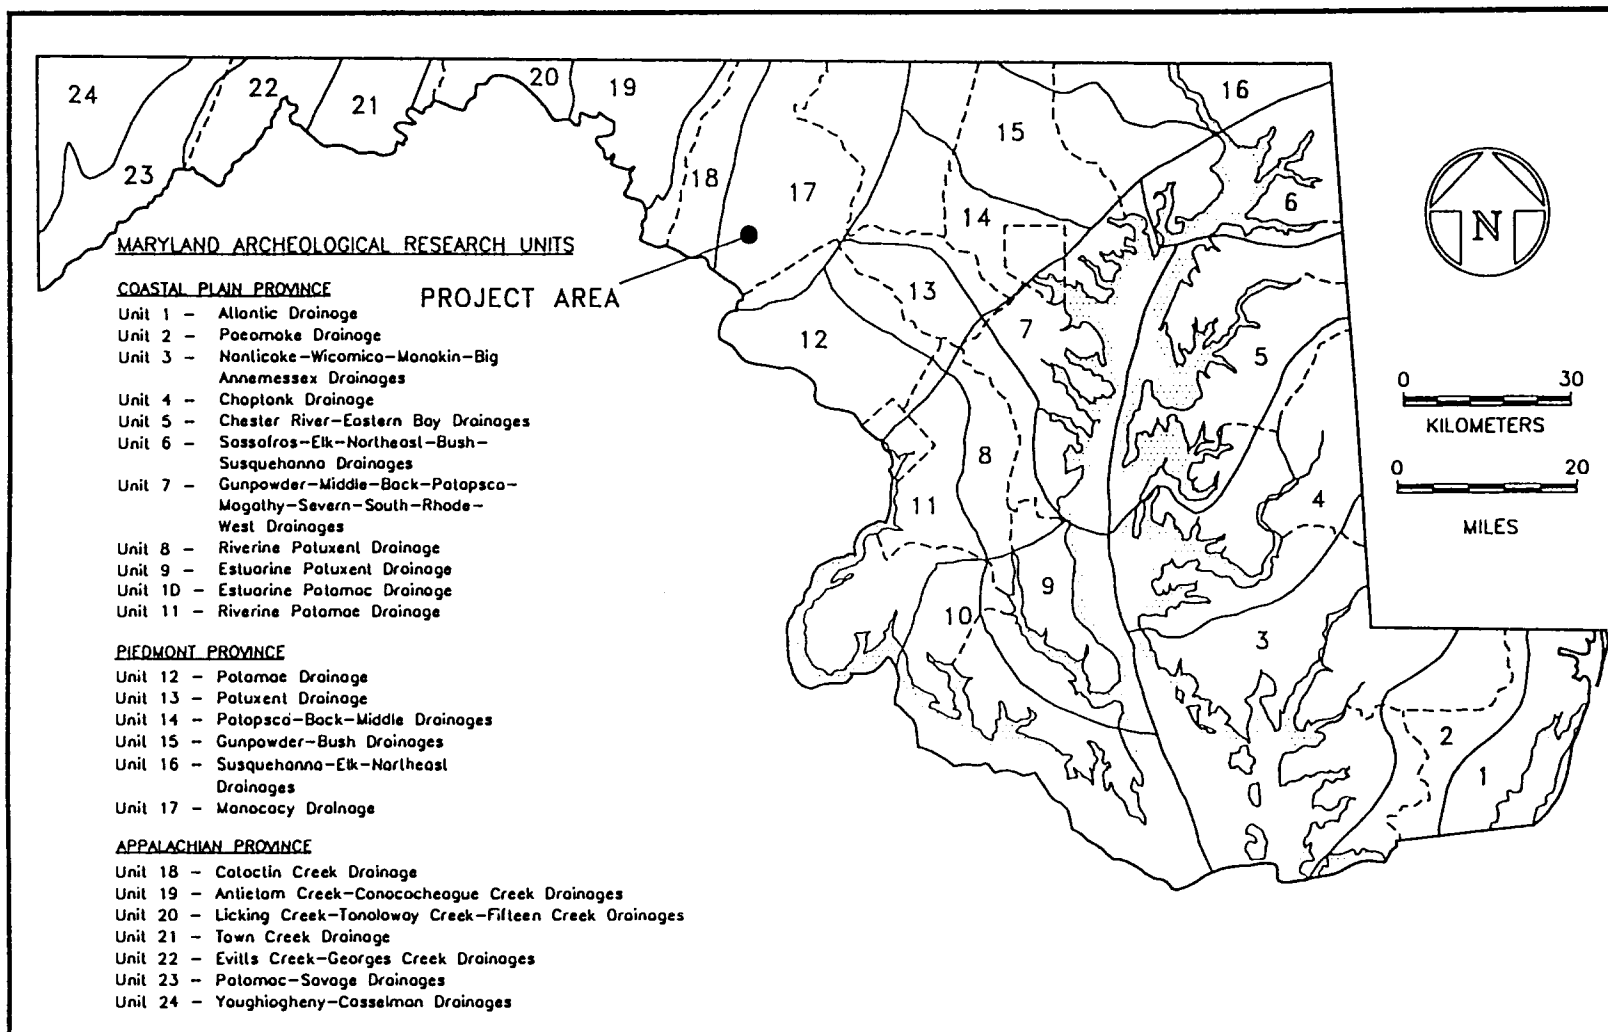 24
22
21
20
19
16
15
23
18
17
14
6
MARYLAND ARCHEOLOGICAL RESEARCH UNITS
COASTAL PLAIN PROVINCE
Unit 1 – Atlantic Drainage
Unit 2 – Pocomoke Drainage
Unit 3 – Nanticoke–Wicomico–Manokin–Big
Annemessex Drainages
Unit 4 – Choptank Drainage
Unit 5 – Chester River–Eastern Bay Drainages
Unit 6 – Sassafras–Elk–Northeast–Bush–
Susquehanna Drainages
Unit 7 – Gunpowder–Middle–Back–Patapsco–
Magothy–Severn–South–Rhode–
West Drainages
Unit 8 – Riverine Patuxent Drainage
Unit 9 – Estuarine Patuxent Drainage
Unit 10 – Estuarine Potomac Drainage
Unit 11 – Riverine Potomac Drainage
PIEDMONT PROVINCE
Unit 12 – Potomac Drainage
Unit 13 – Patuxent Drainage
Unit 14 – Patapsco–Back–Middle Drainages
Unit 15 – Gunpowder–Bush Drainages
Unit 16 – Susquehanna–Elk–Northeast
Drainages
Unit 17 – Monocacy Drainage
APPALACHIAN PROVINCE
Unit 18 – Catoctin Creek Drainage
Unit 19 – Antietam Creek–Conococheague Creek Drainages
Unit 20 – Licking Creek–Tonoloway Creek–Fifteen Creek Drainages
Unit 21 – Town Creek Drainage
Unit 22 – Evitts Creek–Georges Creek Drainages
Unit 23 – Potomac–Savage Drainages
Unit 24 – Youghiogheny–Casselman Drainages
PROJECT AREA
13
7
12
5
8
4
11
9
10
3
2
1
N
0 30
KILOMETERS
0 20
MILES